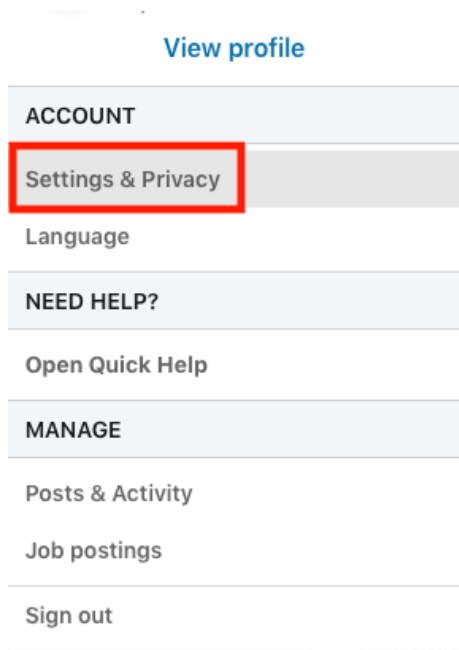 View profile
ACCOUNT
Settings & Privacy
Language
NEED HELP?
Open Quick Help
MANAGE
Posts & Activity
Job postings
Sign out